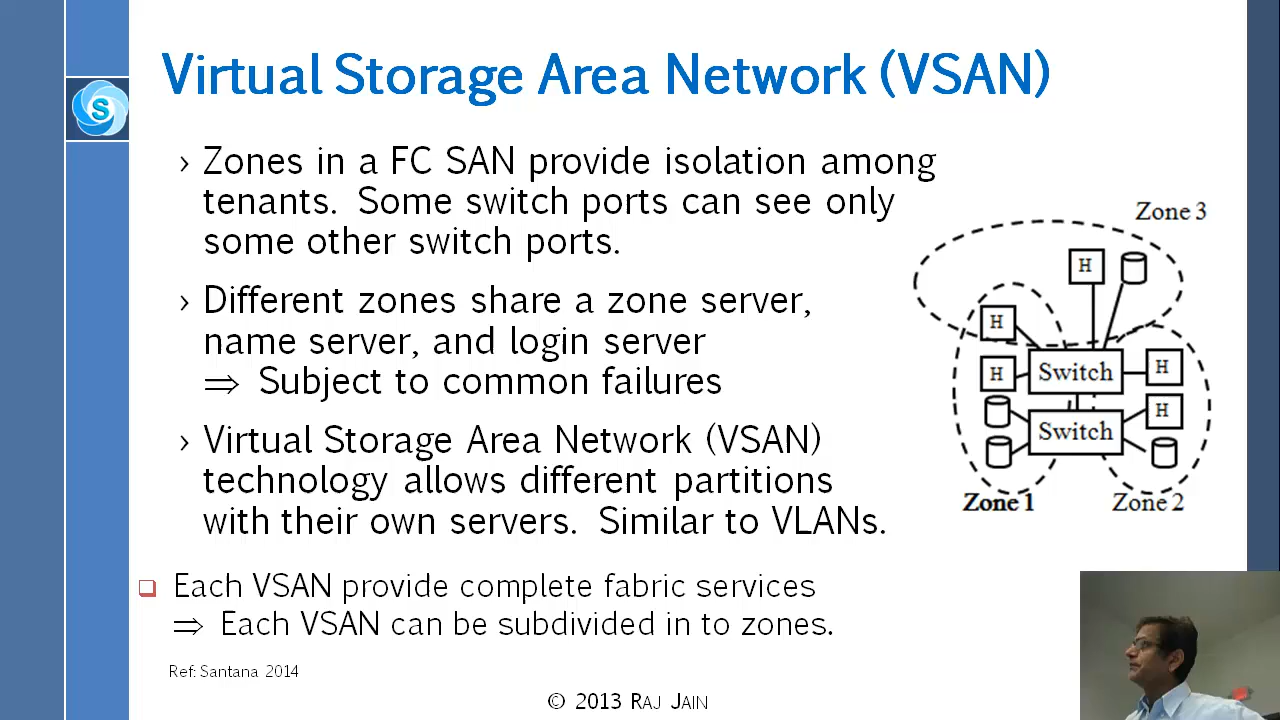 Virtual Storage Area Network (VSAN)
S
› Zones in a FC SAN provide isolation among
tenants. Some switch ports can see only
some other switch ports.
› Different zones share a zone server,
name server, and login server
⇒ Subject to common failures
› Virtual Storage Area Network (VSAN)
technology allows different partitions
with their own servers. Similar to VLANs.
❑ Each VSAN provide complete fabric services
⇒ Each VSAN can be subdivided in to zones.
Zone 3
H
H
H
Switch
H
H
Switch
Zone 1
Zone 2
Ref: Santana 2014
© 2013 RAJ JAIN